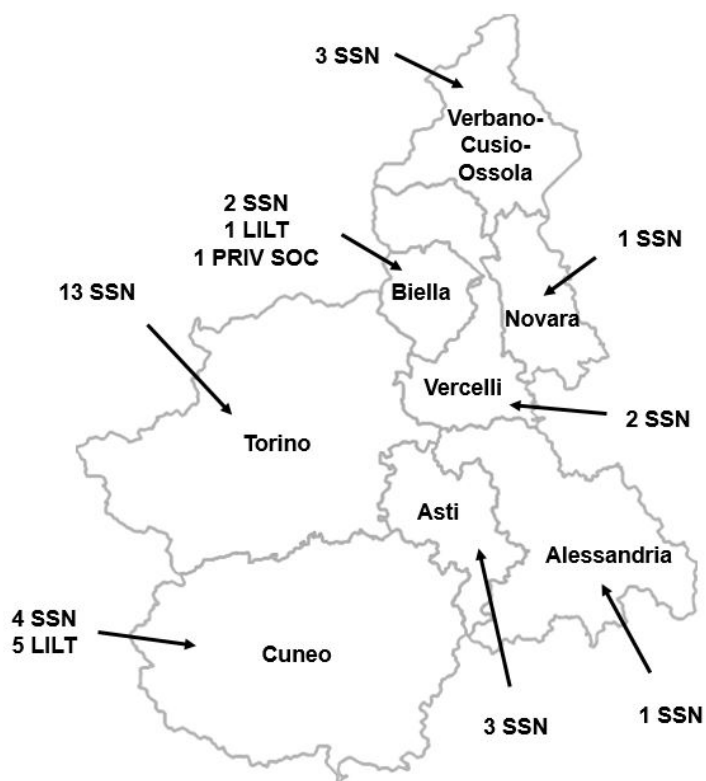 3 SSN
Verbano-
Cusio-
Ossola
2 SSN
1 LILT
1 PRIV SOC
1 SSN
13 SSN
Biella
Novara
Vercelli
2 SSN
Torino
Asti
Alessandria
4 SSN
5 LILT
Cuneo
3 SSN
1 SSN